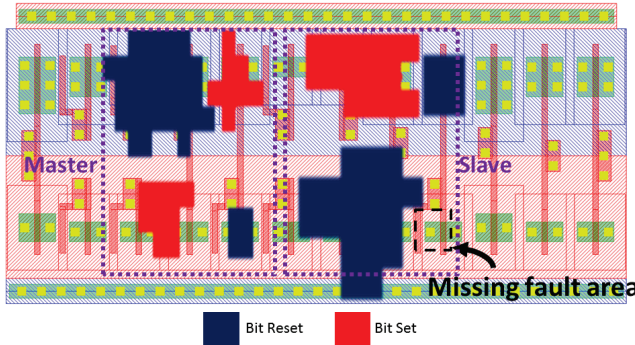 Master
Slave
Missing fault area
Bit Reset
Bit Set